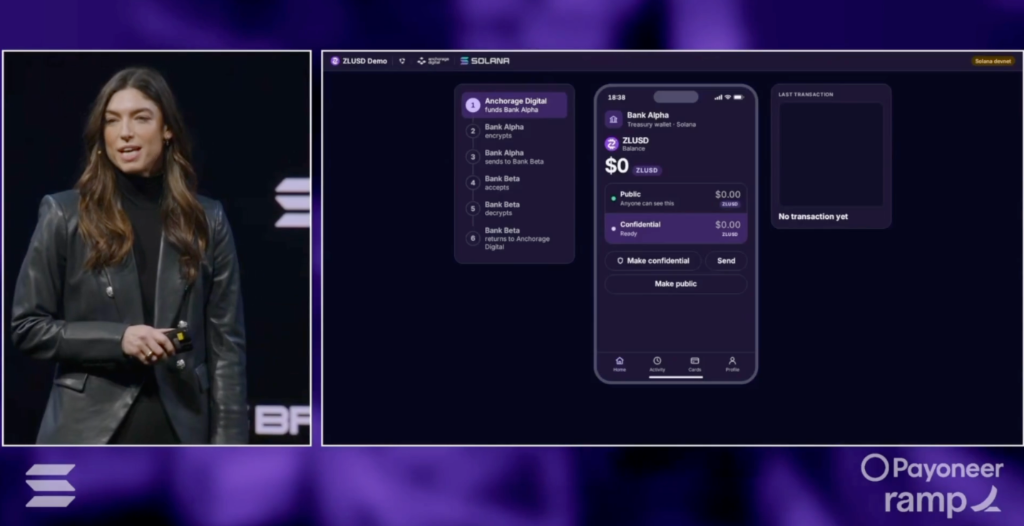 BR
ZLUSD Demo
anchorage
digital
SOLANA
Solana devnet
1
Anchorage Digital
funds Bank Alpha
2
Bank Alpha
encrypts
3
Bank Alpha
sends to Bank Beta
4
Bank Beta
accepts
5
Bank Beta
decrypts
6
Bank Beta
returns to Anchorage
Digital
18:38
Bank Alpha
Treasury wallet · Solana
ZLUSD
Balance
$0 ZLUSD
Public $0.00
Anyone can see this ZLUSD
Confidential $0.00
Ready ZLUSD
Make confidential Send
Make public
Home Activity Cards Profile
LAST TRANSACTION
No transaction yet
Payoneer
ramp